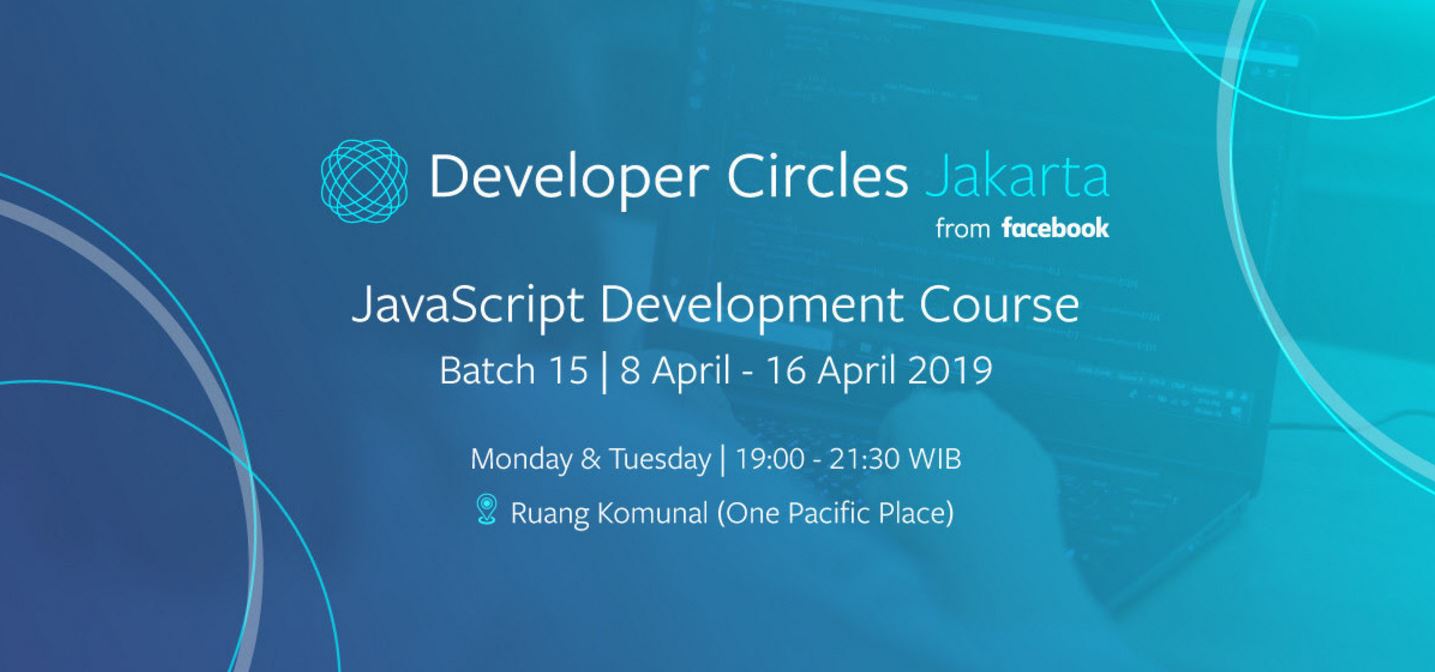 Developer Circles Jakarta
from facebook
JavaScript Development Course
Batch 15 | 8 April - 16 April 2019
Monday & Tuesday | 19:00 - 21:30 WIB
Ruang Komunal (One Pacific Place)